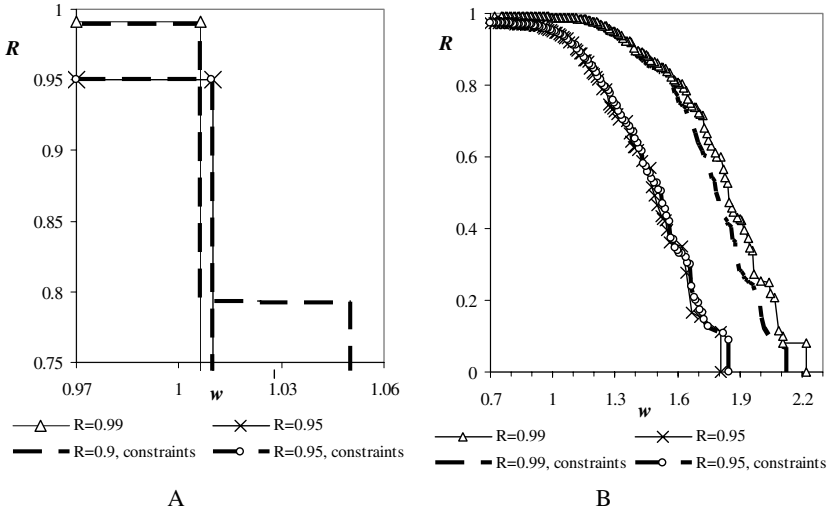 R
1
0.95
0.9
0.85
0.8
0.75
0.97
1
1.03
1.06
w
R=0.99
R=0.95
R=0.9, constraints
R=0.95, constraints
A
R
1
0.8
0.6
0.4
0.2
0
0.7
1
1.3
1.6
1.9
2.2
w
R=0.99
R=0.95
R=0.99, constraints
R=0.95, constraints
B